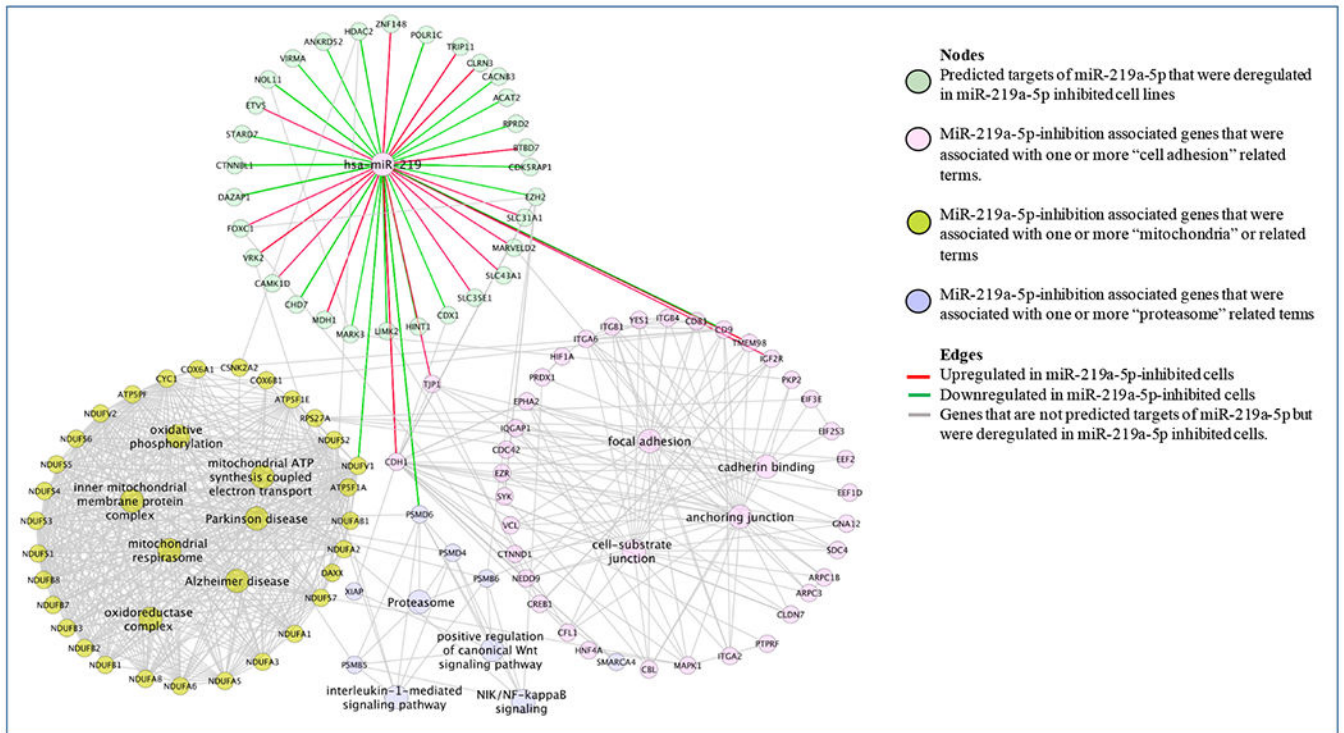 ZNF148
HDAC2
POLR1C
ANKRD52
TRIP11
VIRMA
CLRN3
CACNB3
NOL11
ACAT2
ETV5
RPRD2
STARD7
BTBD7
hsa-miR-219
CTNNBL1
CDK5RAP1
DAZAP1
EZH2
SLC31A1
FOXC1
MARVELD2
VRK2
SLC43A1
CAMK1D
SLC35E1
CHD7
CDX1
MDH1
HINT1
MARK3
LIMK2
YES1
ITGB4
CD81
ITGB1
CD9
ITGA6
TMEM98
HIF1A
IGF2R
COX6A1
CSNK2A2
CYC1
COX6B1
TJP1
PRDX1
PKP2
ATP5PF
ATP5F1E
EPHA2
EIF3E
NDUFV2
RPS27A
IQGAP1
EIF2S3
oxidative
phosphorylation
NDUFS6
NDUFS2
focal adhesion
CDC42
EEF2
NDUFS5
mitochondrial ATP
synthesis coupled
electron transport
NDUFV1
CDH1
cadherin binding
EZR
NDUFS4
inner mitochondrial
membrane protein
complex
ATP5F1A
SYK
EEF1D
NDUFS3
Parkinson disease
NDUFAB1
PSMD6
anchoring junction
VCL
GNA12
NDUFS1
mitochondrial
respirasome
NDUFA2
PSMD4
CTNND1
cell-substrate
junction
SDC4
NDUFB8
Alzheimer disease
DAXX
PSMB6
NEDD9
ARPC1B
NDUFB7
NDUFS7
XIAP
Proteasome
CREB1
ARPC3
NDUFB3
oxidoreductase
complex
CLDN7
NDUFB2
NDUFA1
positive regulation
of canonical Wnt
signaling pathway
CFL1
PTPRF
NDUFB1
NDUFA3
PSMB5
HNF4A
SMARCA4
CBL
MAPK1
ITGA2
NDUFA8
NDUFA6
NDUFA5
interleukin-1-mediated
signaling pathway
NIK/NF-kappaB
signaling
Nodes
Predicted targets of miR-219a-5p that were deregulated
in miR-219a-5p inhibited cell lines
MiR-219a-5p-inhibition associated genes that were
associated with one or more “cell adhesion” related
terms.
MiR-219a-5p-inhibition associated genes that were
associated with one or more “mitochondria” or related
terms
MiR-219a-5p-inhibition associated genes that were
associated with one or more “proteasome” related terms
Edges
Upregulated in miR-219a-5p-inhibited cells
Downregulated in miR-219a-5p-inhibited cells
Genes that are not predicted targets of miR-219a-5p but
were deregulated in miR-219a-5p inhibited cells.